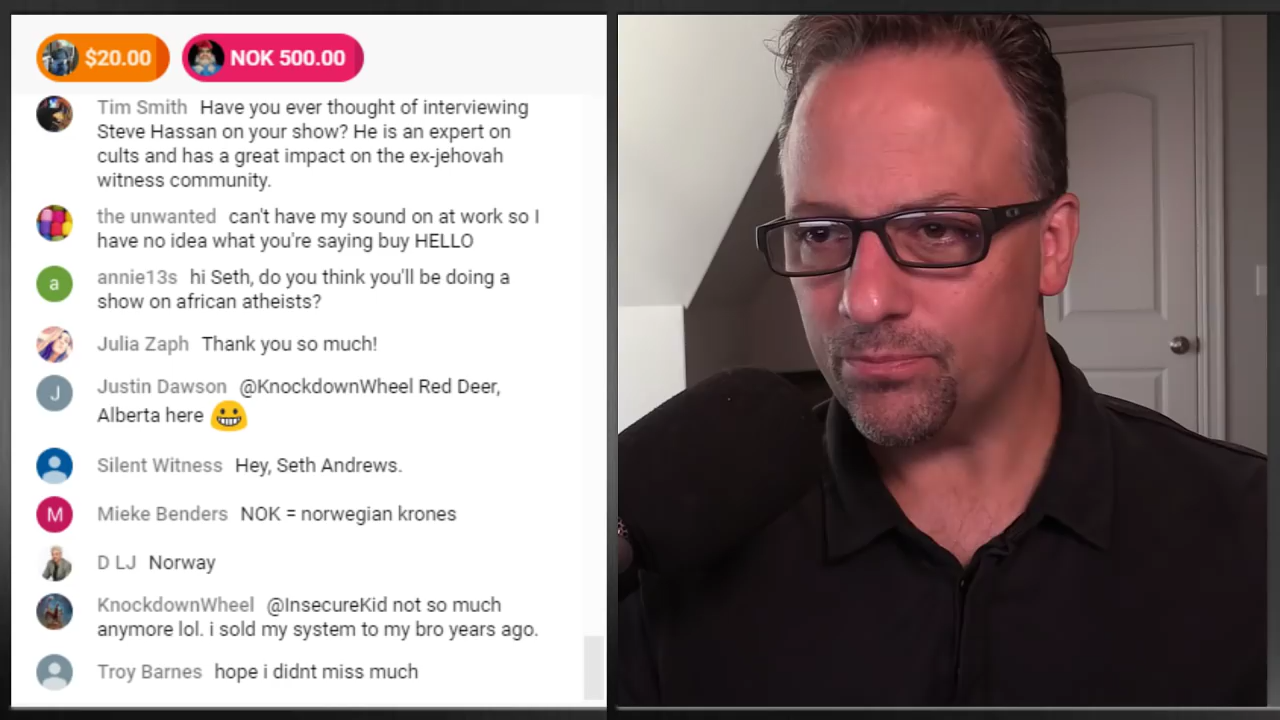 $20.00 NOK 500.00
Tim Smith Have you ever thought of interviewing
Steve Hassan on your show? He is an expert on
cults and has a great impact on the ex-jehovah
witness community.
the unwanted can't have my sound on at work so I
have no idea what you're saying buy HELLO
a annie13s hi Seth, do you think you'll be doing a
show on african atheists?
Julia Zaph Thank you so much!
J Justin Dawson @KnockdownWheel Red Deer,
Alberta here 😀
Silent Witness Hey, Seth Andrews.
M Mieke Benders NOK = norwegian krones
D LJ Norway
KnockdownWheel @InsecureKid not so much
anymore lol. i sold my system to my bro years ago.
Troy Barnes hope i didnt miss much